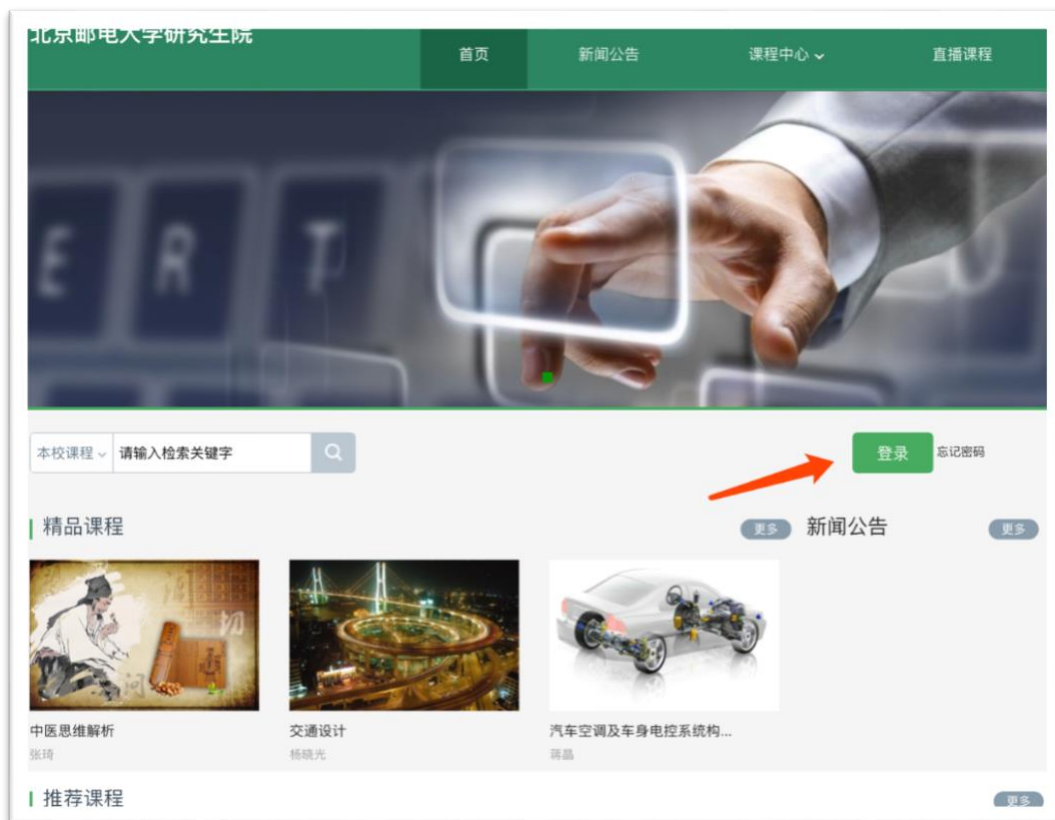 北京邮电大学研究生院
首页 新闻公告 课程中心 直播课程
E R T
本校课程 请输入检索关键字 登录 忘记密码
精品课程 更多 新闻公告 更多
切
问
中医思维解析 交通设计 汽车空调及车身电控系统构...
张琦 杨晓光 蒋晶
推荐课程 更多